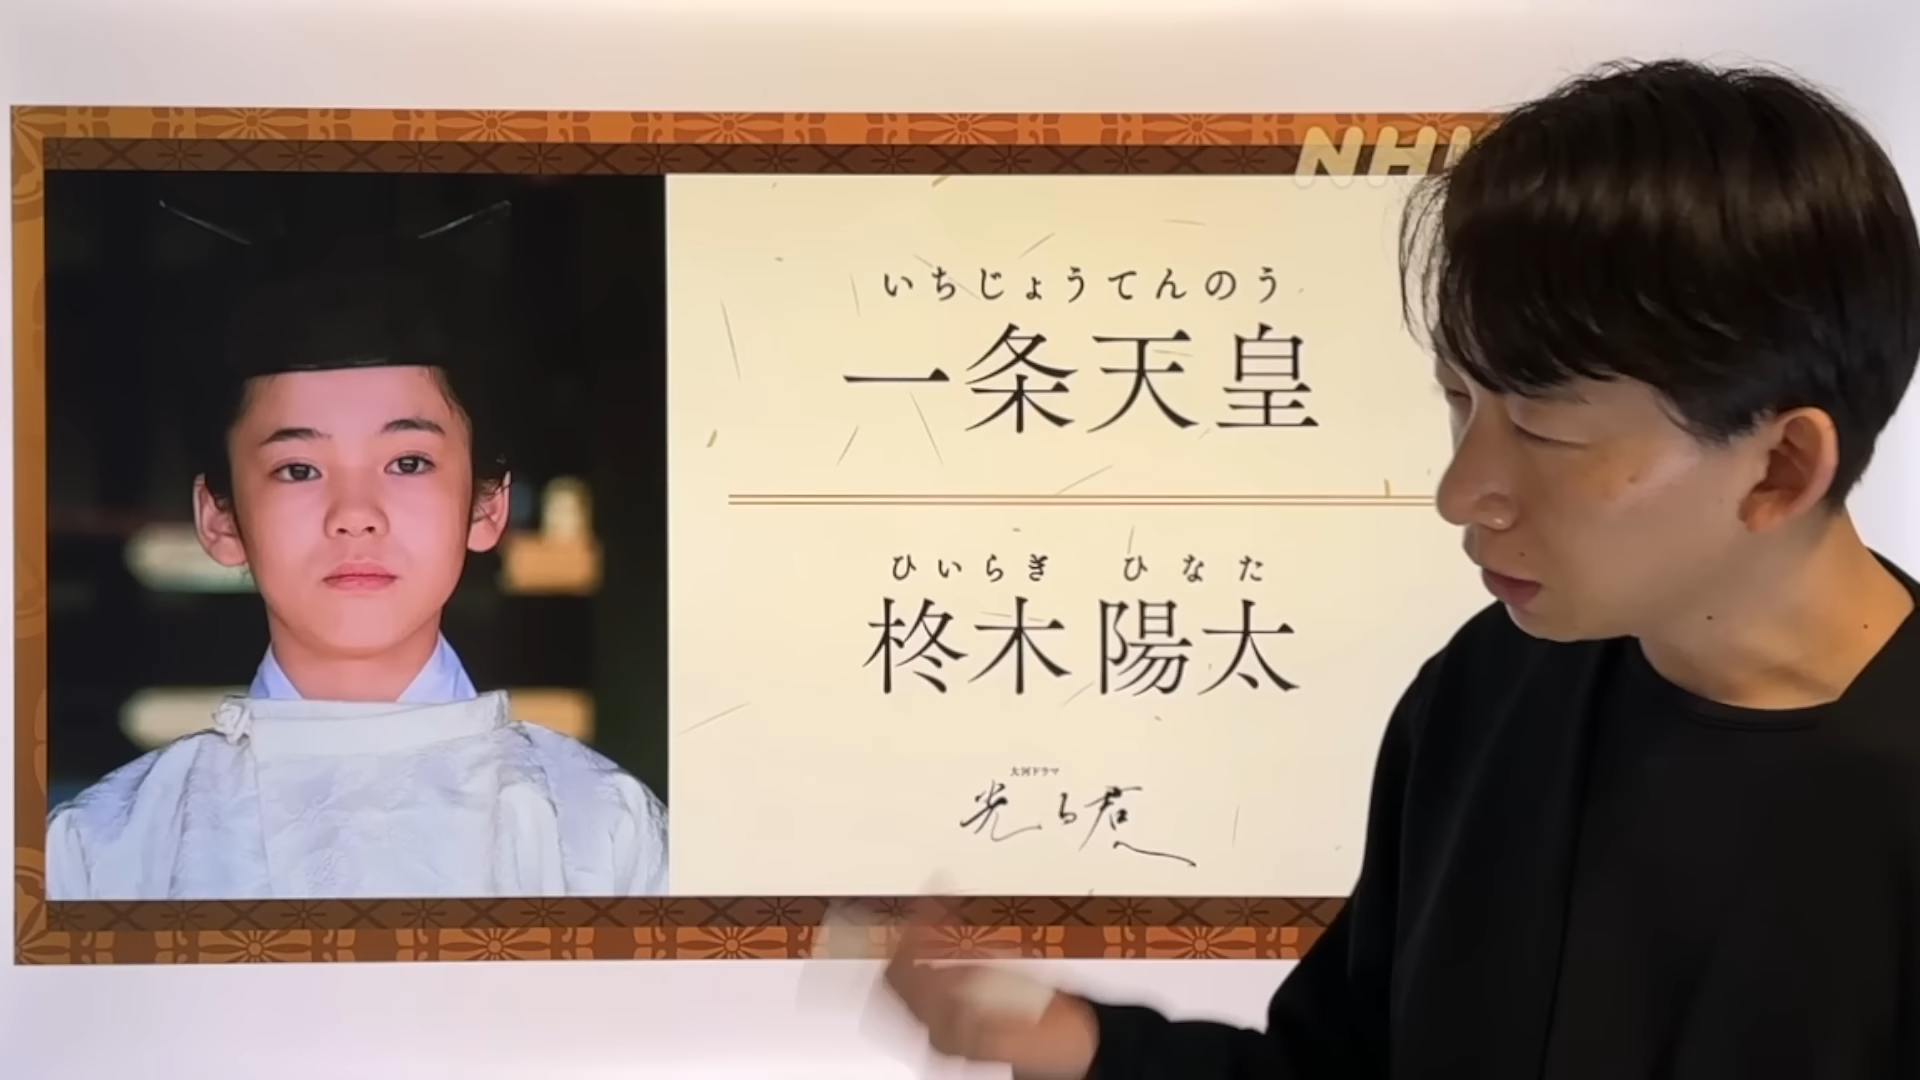 NHK
いちじょうてんのう
一条天皇
ひいらぎ ひなた
柊木陽太
大河ドラマ
光る君へ